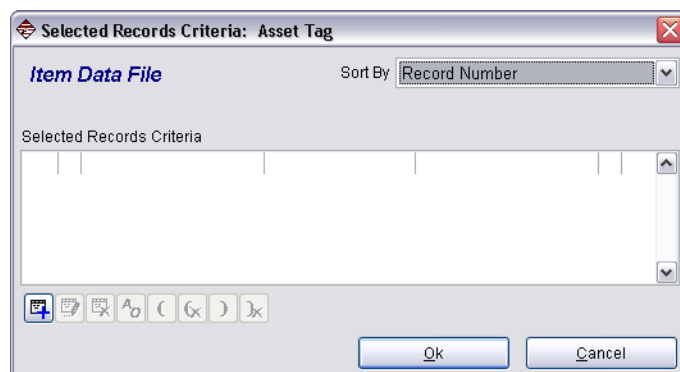 Selected Records Criteria: Asset Tag
Item Data File
Sort By Record Number
Selected Records Criteria
A O ( (x ) )x
Ok Cancel